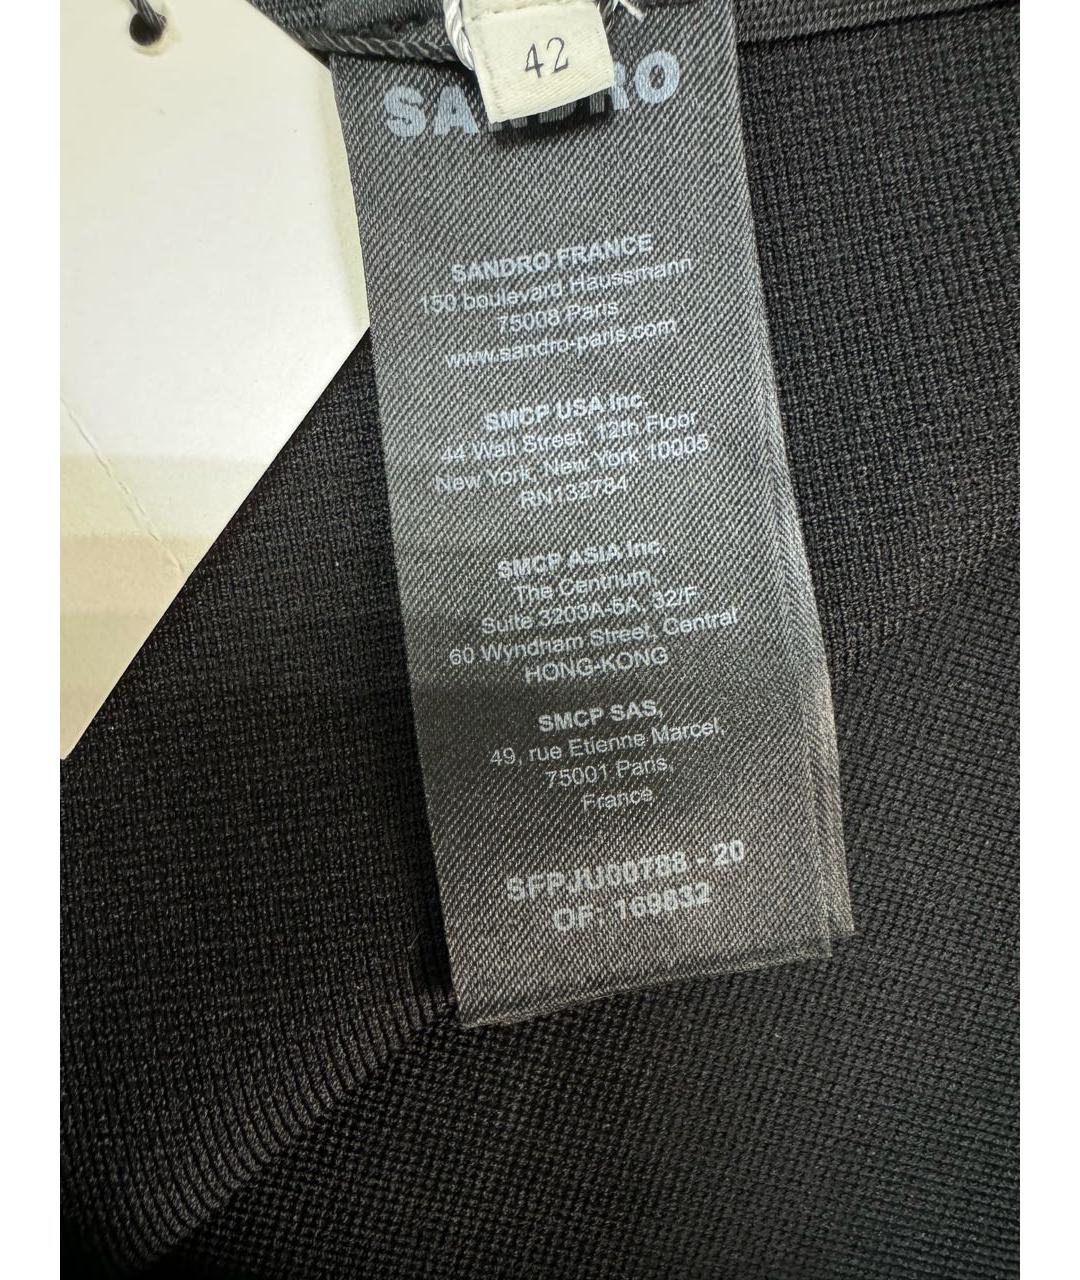 42
SANDRO
SANDRO FRANCE
150 boulevard Haussmann
75008 Paris
www.sandro-paris.com
SMCP USA Inc.
44 Wall Street, 12th Floor
New York, New York 10005
RN132784
SMCP ASIA Inc.
The Centrium,
Suite 3203A-5A, 32/F
60 Wyndham Street, Central
HONG-KONG
SMCP SAS,
49, rue Etienne Marcel,
75001 Paris,
France
SFPJU00788 - 20
OF: 169832